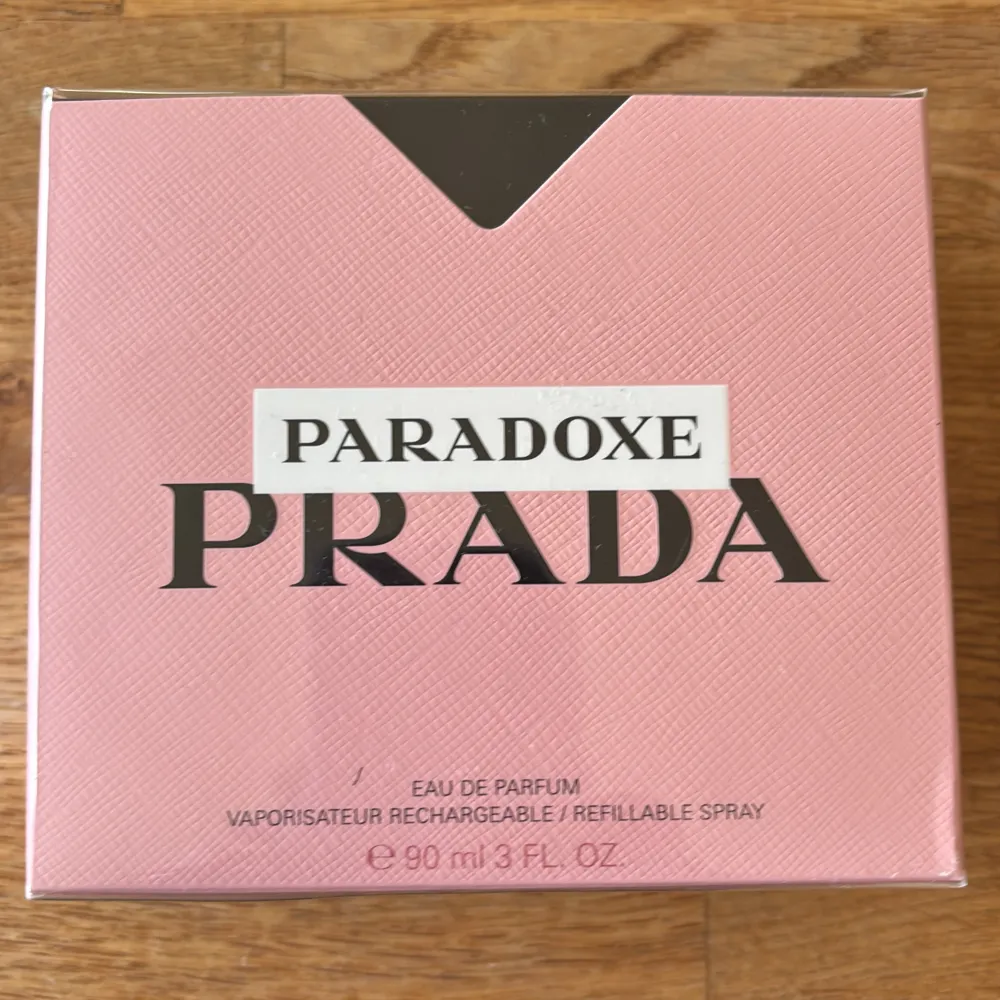 PARADOXE
PRADA
EAU DE PARFUM
VAPORISATEUR RECHARGEABLE / REFILLABLE SPRAY
℮ 90 ml 3 FL. OZ.